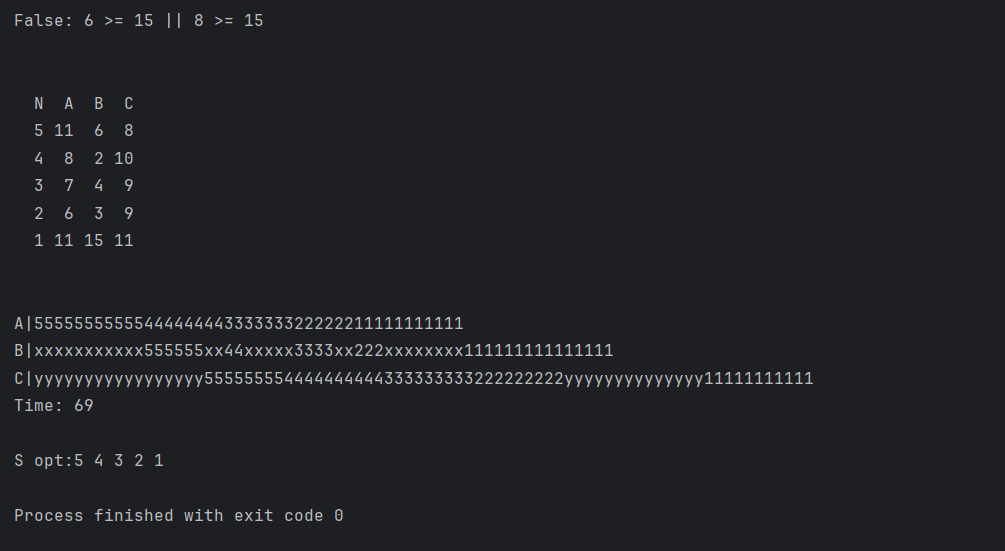 False: 6 >= 15 || 8 >= 15
N A B C
5 11 6 8
4 8 2 10
3 7 4 9
2 6 3 9
1 11 15 11
A|5555555555544444444333333322222211111111111
B|xxxxxxxxxxx555555xx44xxxxx3333xx222xxxxxxxx111111111111111
C|yyyyyyyyyyyyyyyyy555555554444444444333333333222222222yyyyyyyyyyyyyy11111111111
Time: 69
S opt:5 4 3 2 1
Process finished with exit code 0